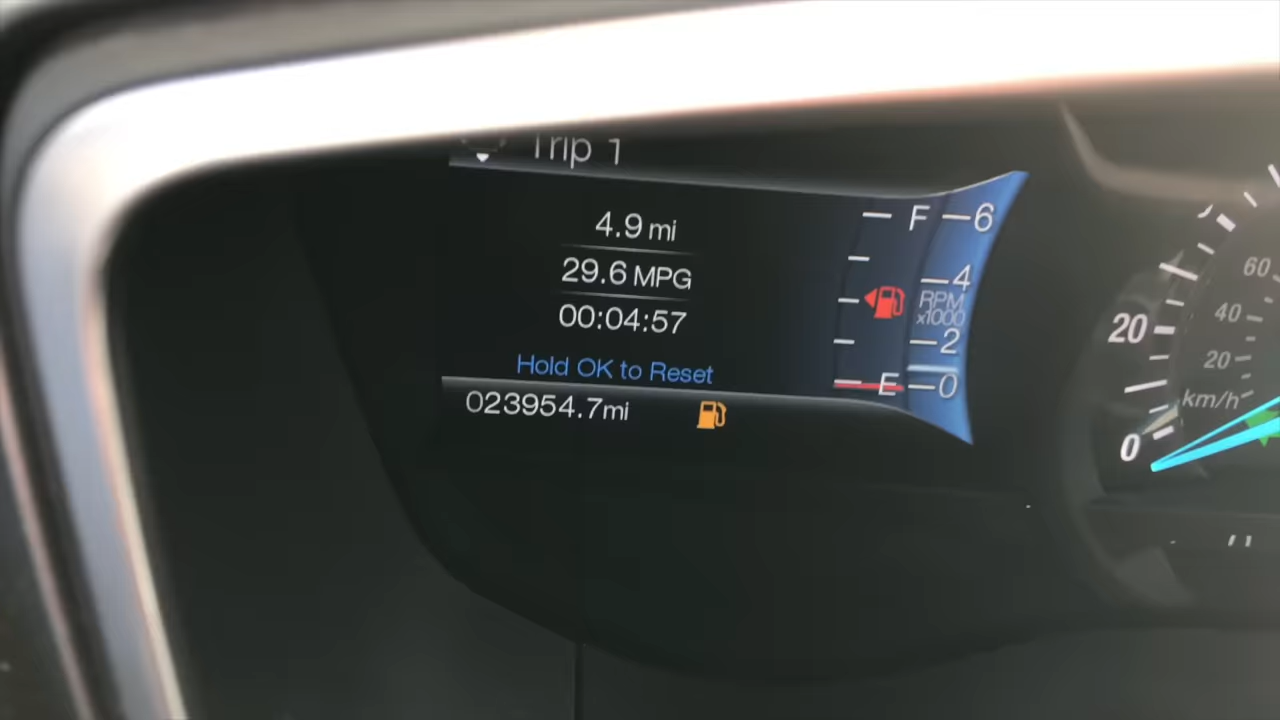 Trip 1
4.9 mi
29.6 MPG
00:04:57
Hold OK to Reset
023954.7mi
F
E
6
4
RPM
x1000
2
0
60
40
20
km/h
20
0